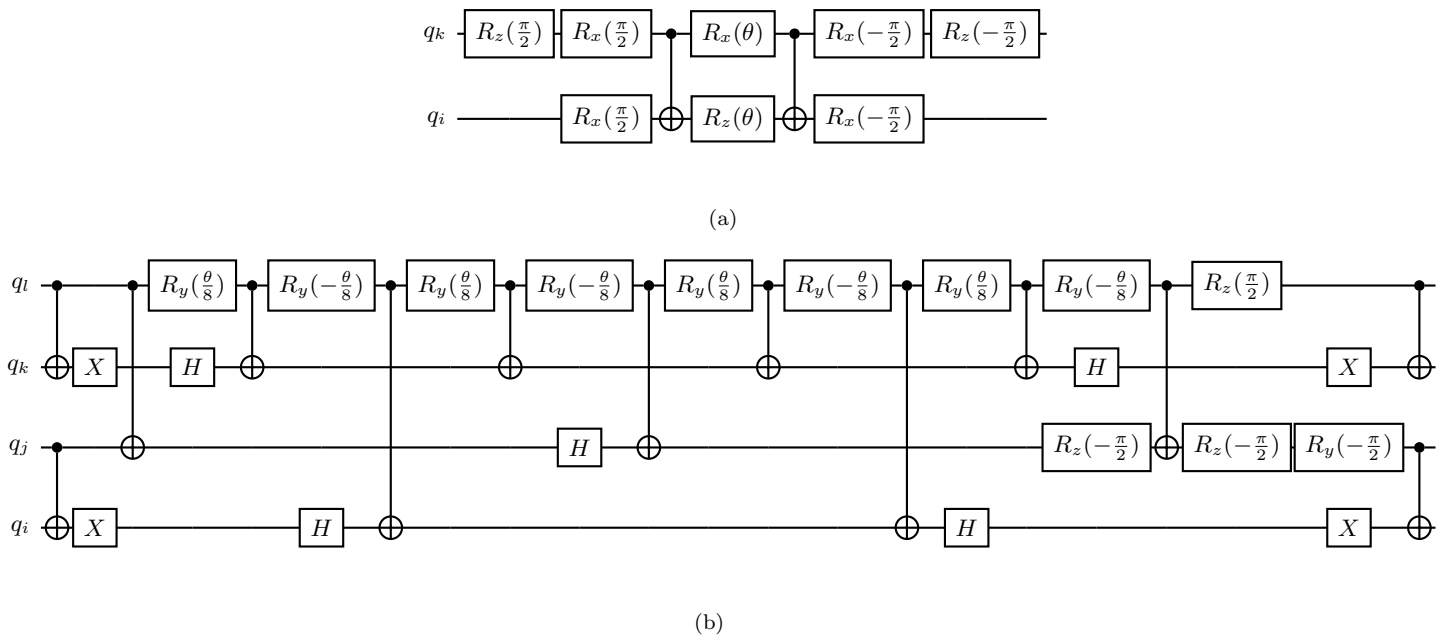 q_k R_z(π/2) R_x(π/2) R_x(θ) R_x(−π/2) R_z(−π/2)
q_i R_x(π/2) R_z(θ) R_x(−π/2)
(a)
q_l R_y(θ/8) R_y(−θ/8) R_y(θ/8) R_y(−θ/8) R_y(θ/8) R_y(−θ/8) R_y(θ/8) R_y(−θ/8) R_z(π/2)
q_k X H H X
q_j H R_z(−π/2) R_z(−π/2) R_y(−π/2)
q_i X H H X
(b)